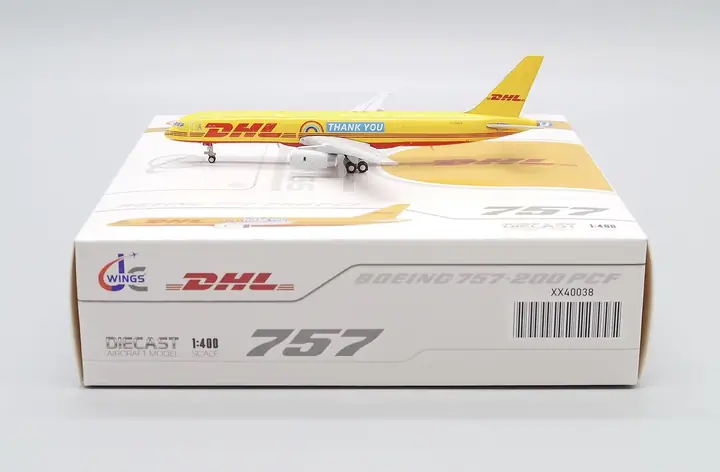 DHL THANK YOU
DHL
757
DIECAST 1:400
JC WINGS
DHL
BOEING 757-200 PCF
XX40038
DIECAST
AIRCRAFT MODEL
1:400
SCALE
757